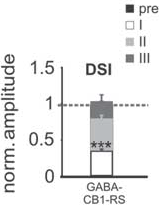 pre
I
II
III
DSI
norm. amplitude
1.5
1
0.5
0
***
GABA-
CB1-RS